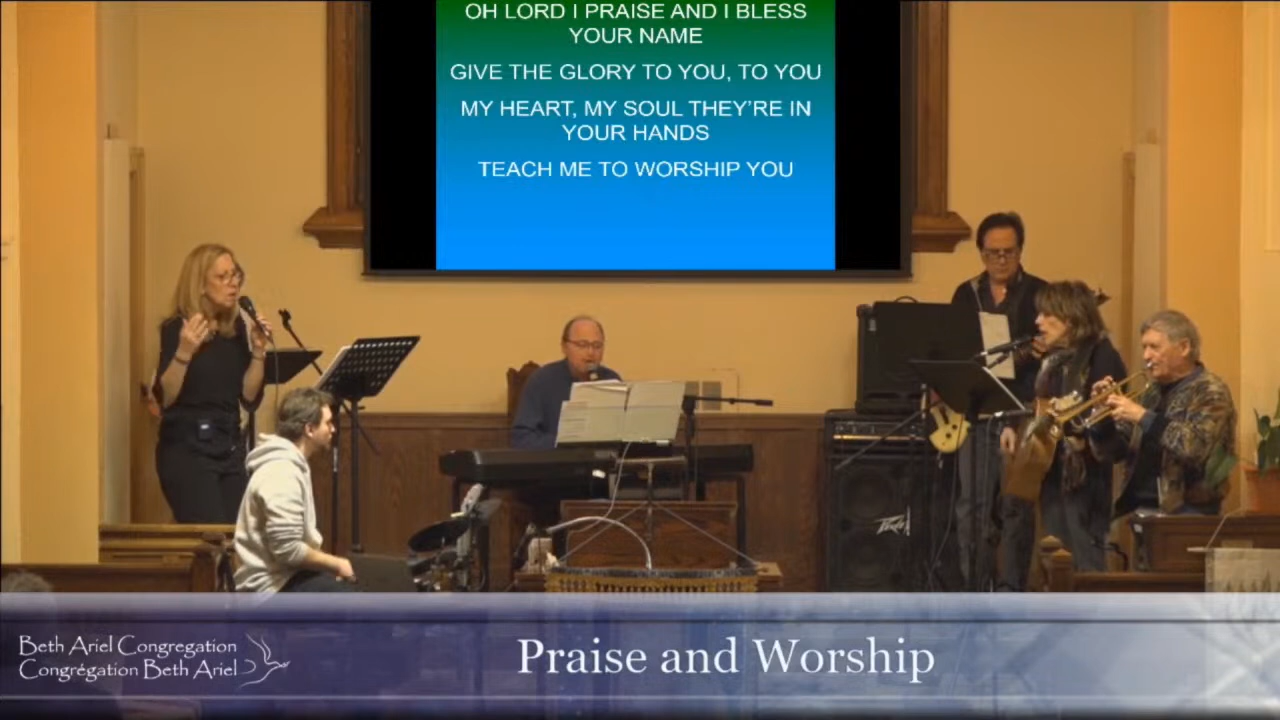 OH LORD I PRAISE AND I BLESS
YOUR NAME
GIVE THE GLORY TO YOU, TO YOU
MY HEART, MY SOUL THEY'RE IN
YOUR HANDS
TEACH ME TO WORSHIP YOU
Peavey
Beth Ariel Congregation
Congrégation Beth Ariel
Praise and Worship